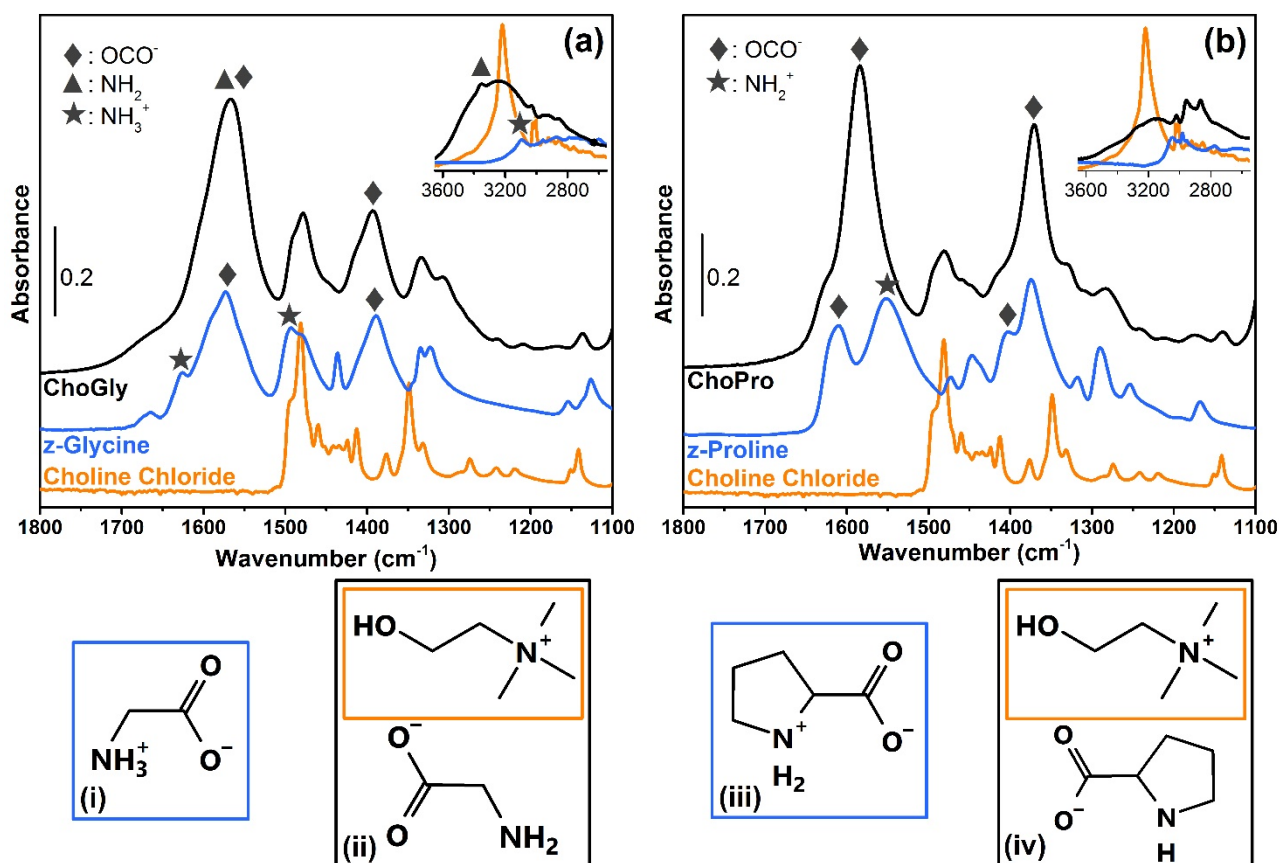 (a)
◆: OCO⁻
▲: NH₂
★: NH₃⁺
3600 3200 2800
0.2
Absorbance
ChoGly
z-Glycine
Choline Chloride
1800 1700 1600 1500 1400 1300 1200 1100
Wavenumber (cm⁻¹)
(b)
◆: OCO⁻
★: NH₂⁺
3600 3200 2800
0.2
Absorbance
ChoPro
z-Proline
Choline Chloride
1800 1700 1600 1500 1400 1300 1200 1100
Wavenumber (cm⁻¹)
O
NH₃⁺ O⁻
(i)
HO
N⁺
O⁻
O
NH₂
(ii)
O
N⁺ O⁻
H₂
(iii)
HO
N⁺
O
O⁻ N
H
(iv)